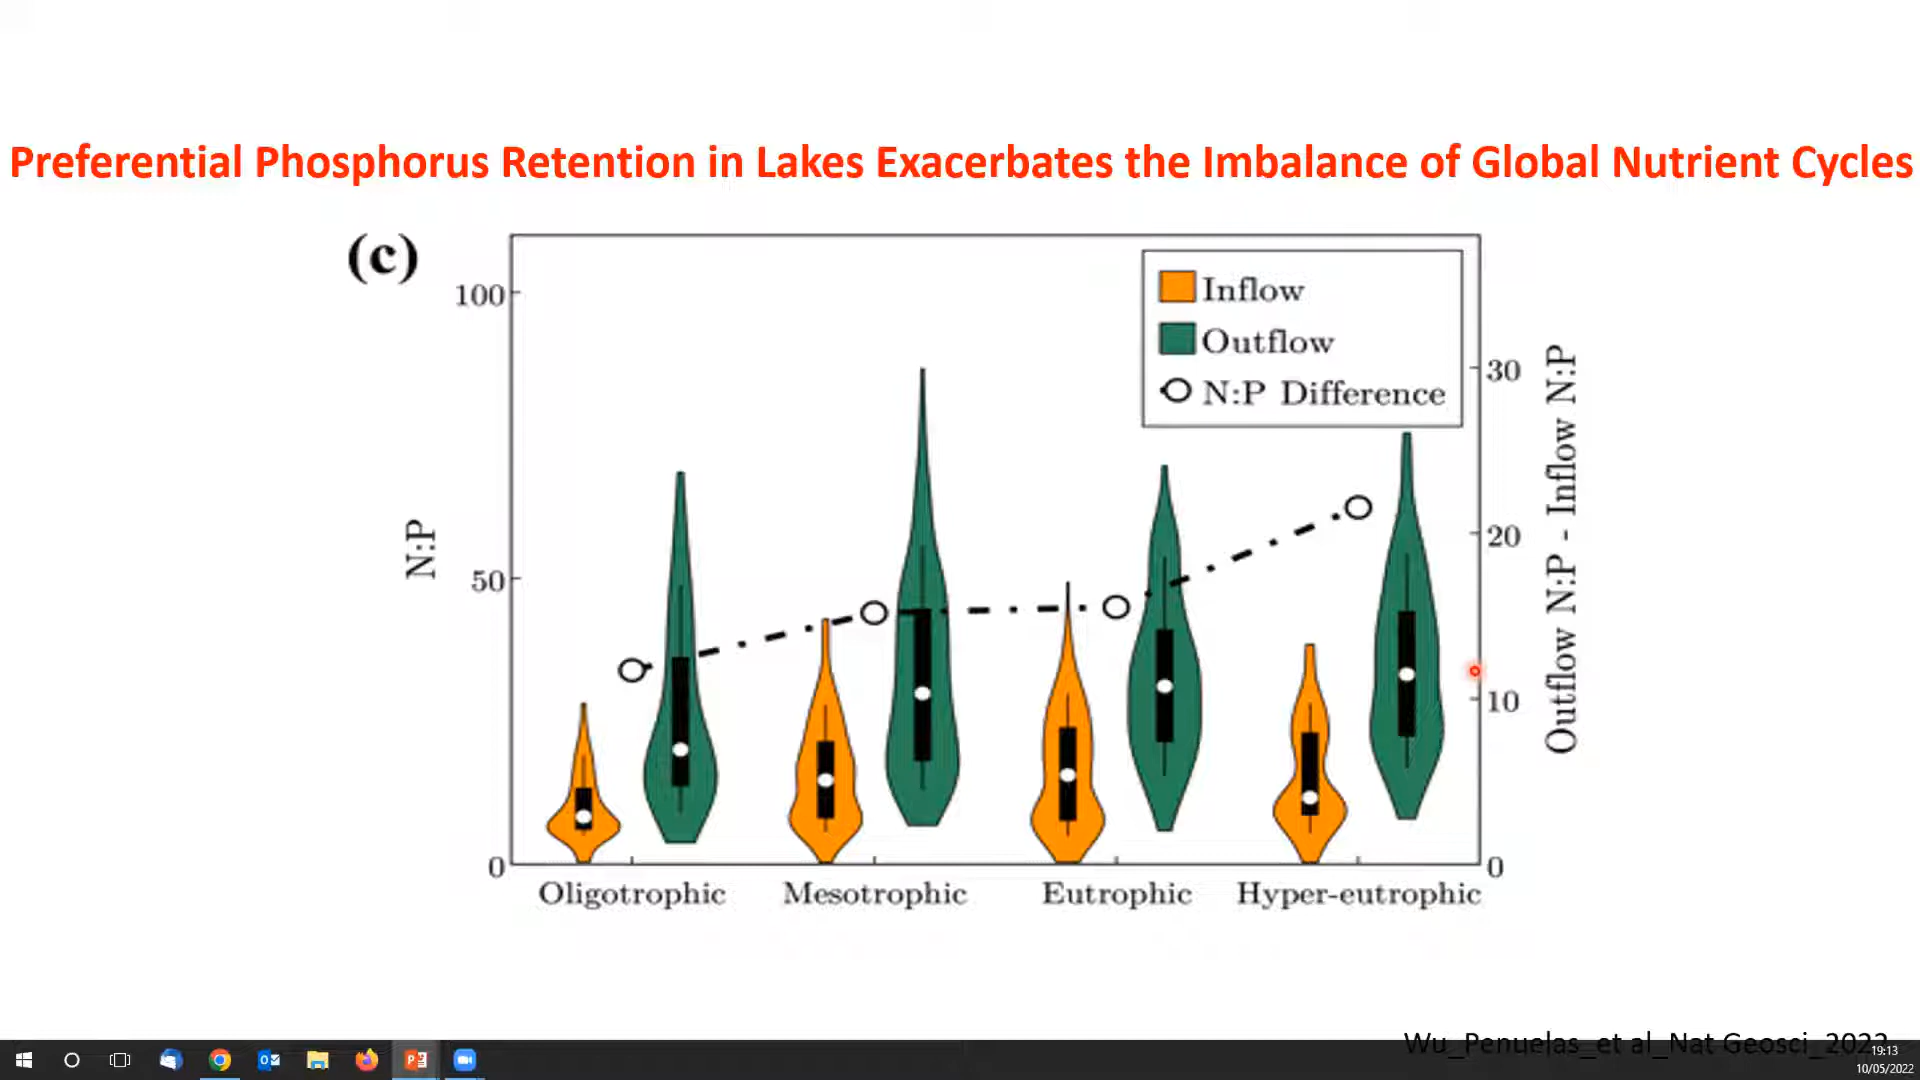 Preferential Phosphorus Retention in Lakes Exacerbates the Imbalance of Global Nutrient Cycles
(c)
100
50
0
N:P
Inflow
Outflow
N:P Difference
30
20
10
0
Outflow N:P - Inflow N:P
Oligotrophic
Mesotrophic
Eutrophic
Hyper-eutrophic
Wu_Penuelas_et al_Nat Geosci_2022
19:13
10/05/2022